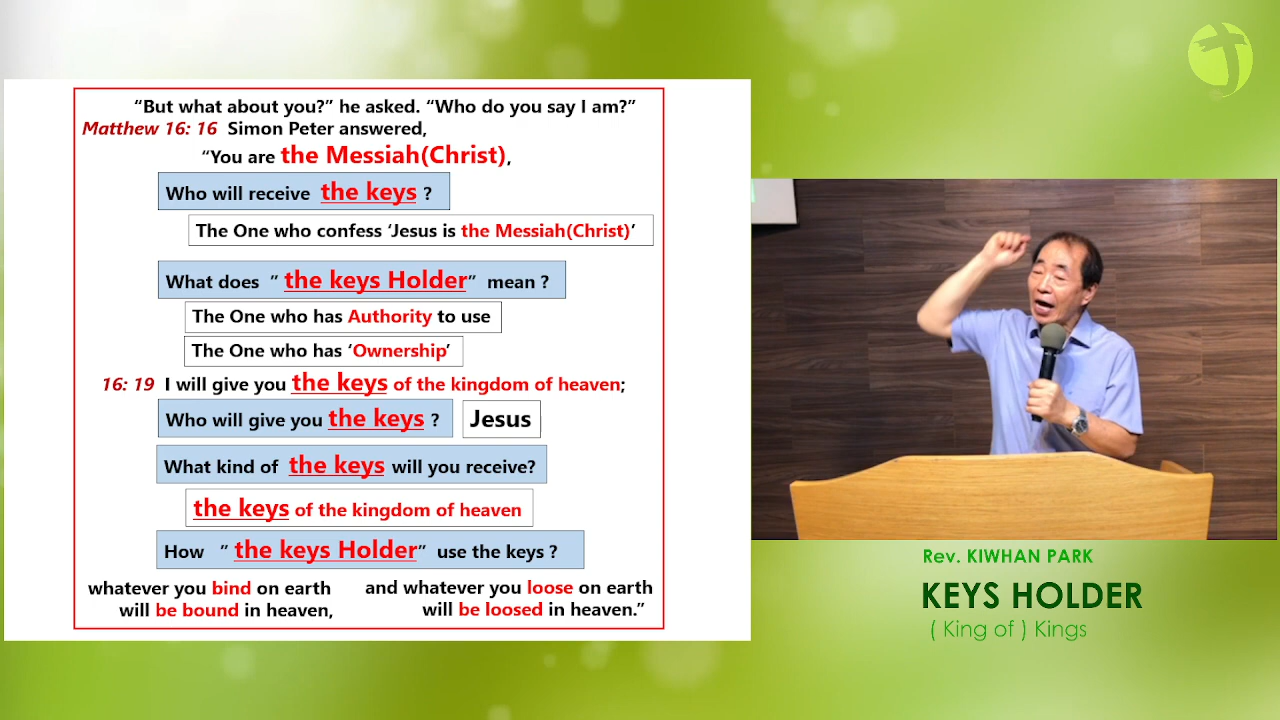 “But what about you?” he asked. “Who do you say I am?”
Matthew 16: 16 Simon Peter answered,
“You are the Messiah(Christ),
Who will receive the keys ?
The One who confess ‘Jesus is the Messiah(Christ)’
What does ” the keys Holder” mean ?
The One who has Authority to use
The One who has ‘Ownership’
16: 19 I will give you the keys of the kingdom of heaven;
Who will give you the keys ? Jesus
What kind of the keys will you receive?
the keys of the kingdom of heaven
How ” the keys Holder” use the keys ?
whatever you bind on earth
will be bound in heaven,
and whatever you loose on earth
will be loosed in heaven.”
Rev. KIWHAN PARK
KEYS HOLDER
( King of ) Kings